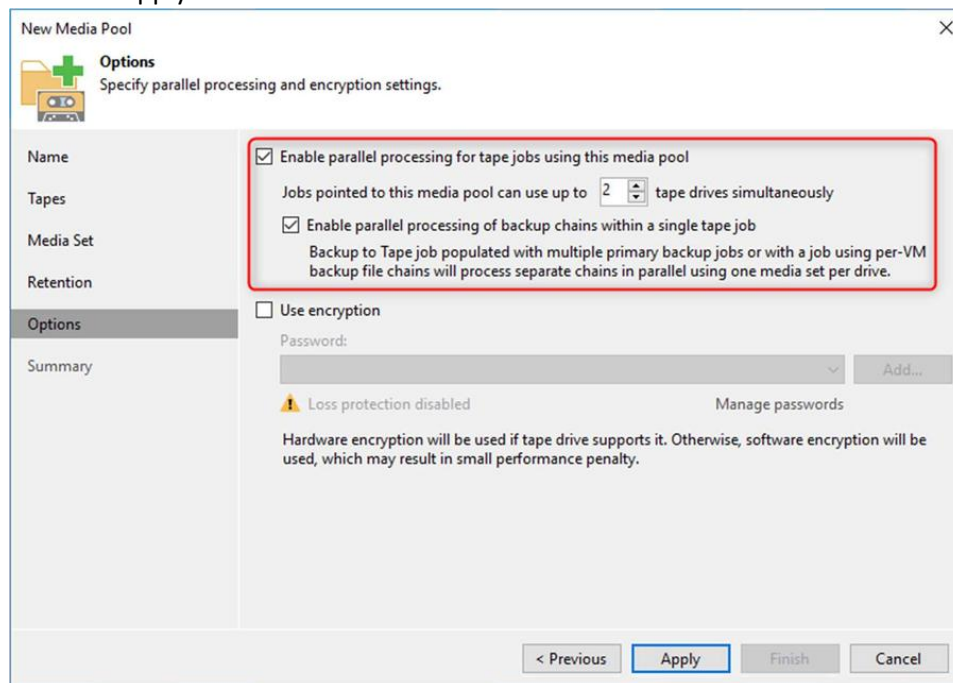 New Media Pool
Options
Specify parallel processing and encryption settings.
Name
Tapes
Media Set
Retention
Options
Summary
Enable parallel processing for tape jobs using this media pool
Jobs pointed to this media pool can use up to 2 tape drives simultaneously
Enable parallel processing of backup chains within a single tape job
Backup to Tape job populated with multiple primary backup jobs or with a job using per-VM
backup file chains will process separate chains in parallel using one media set per drive.
Use encryption
Password:
Add...
Loss protection disabled
Manage passwords
Hardware encryption will be used if tape drive supports it. Otherwise, software encryption will be
used, which may result in small performance penalty.
< Previous
Apply
Finish
Cancel